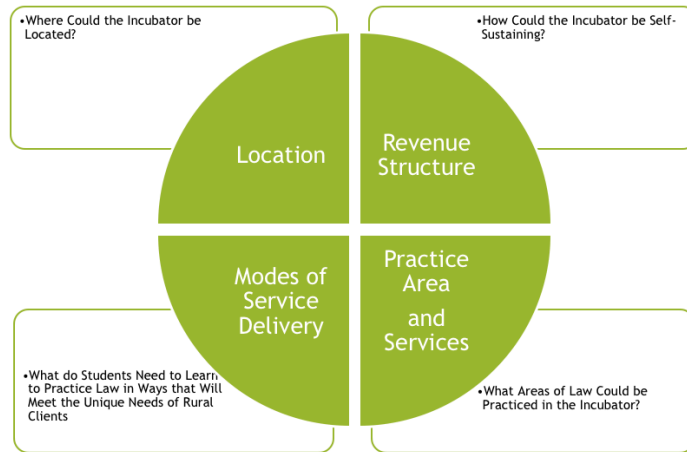 •Where Could the Incubator be
Located?
•How Could the Incubator be Self-
Sustaining?
Location
Revenue
Structure
Modes of
Service
Delivery
Practice
Area
and
Services
•What do Students Need to Learn
to Practice Law in Ways that Will
Meet the Unique Needs of Rural
Clients
•What Areas of Law Could be
Practiced in the Incubator?